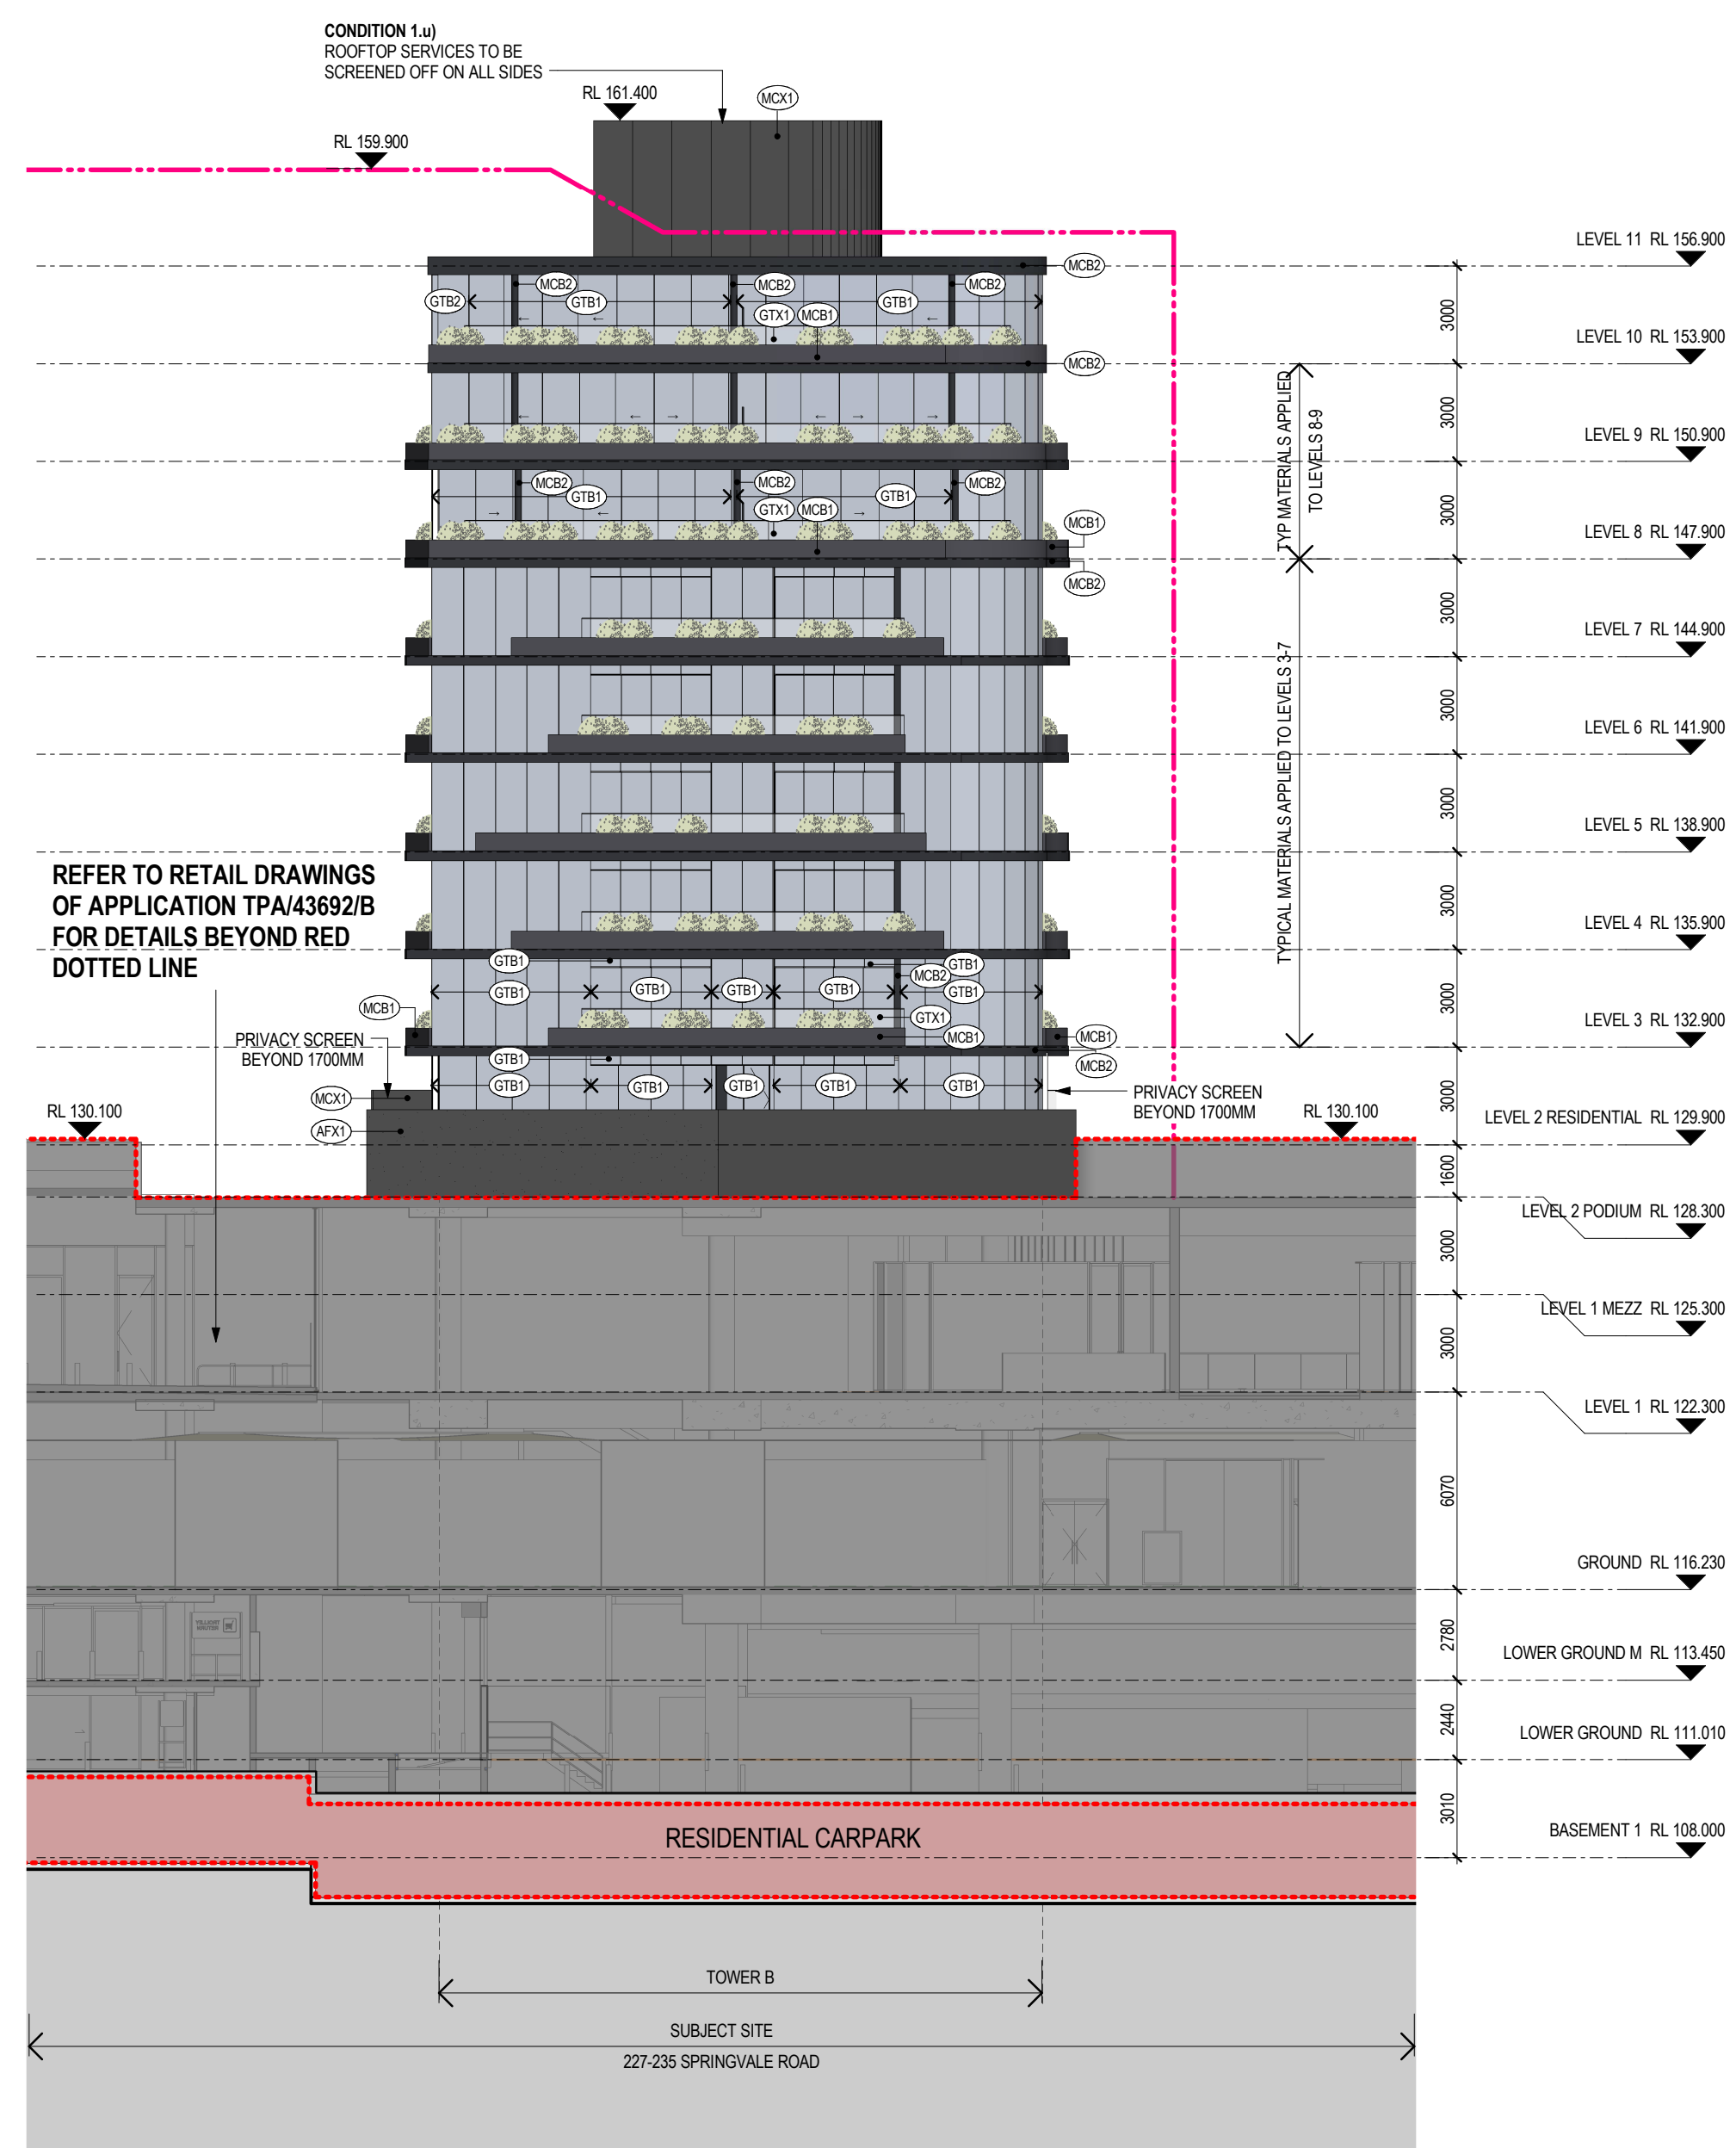 CONDITION 1.u)
ROOFTOP SERVICES TO BE
SCREENED OFF ON ALL SIDES
RL 161.400
MCX1
RL 159.900
LEVEL 11 RL 156.900
MCB2
MCB2
MCB2
MCB2
GTB2
GTB1
GTB1
GTX1
MCB1
3000
LEVEL 10 RL 153.900
MCB2
3000
TYP MATERIALS APPLIED
TO LEVELS 8-9
LEVEL 9 RL 150.900
MCB2
MCB2
MCB2
GTB1
GTB1
GTX1
MCB1
MCB1
3000
LEVEL 8 RL 147.900
MCB2
3000
LEVEL 7 RL 144.900
3000
TYPICAL MATERIALS APPLIED TO LEVELS 3-7
LEVEL 6 RL 141.900
3000
LEVEL 5 RL 138.900
REFER TO RETAIL DRAWINGS
OF APPLICATION TPA/43692/B
FOR DETAILS BEYOND RED
DOTTED LINE
3000
LEVEL 4 RL 135.900
GTB1
GTB1
MCB2
GTB1
GTB1
GTB1
GTB1
GTB1
3000
MCB1
GTX1
LEVEL 3 RL 132.900
PRIVACY SCREEN
BEYOND 1700MM
MCB1
MCB1
GTB1
MCB2
GTB1
GTB1
GTB1
GTB1
GTB1
MCX1
PRIVACY SCREEN
BEYOND 1700MM
3000
RL 130.100
RL 130.100
AFX1
LEVEL 2 RESIDENTIAL RL 129.900
1600
LEVEL 2 PODIUM RL 128.300
3000
LEVEL 1 MEZZ RL 125.300
3000
LEVEL 1 RL 122.300
6070
GROUND RL 116.230
2780
LOWER GROUND M RL 113.450
2440
LOWER GROUND RL 111.010
3010
RESIDENTIAL CARPARK
BASEMENT 1 RL 108.000
TOWER B
SUBJECT SITE
227-235 SPRINGVALE ROAD